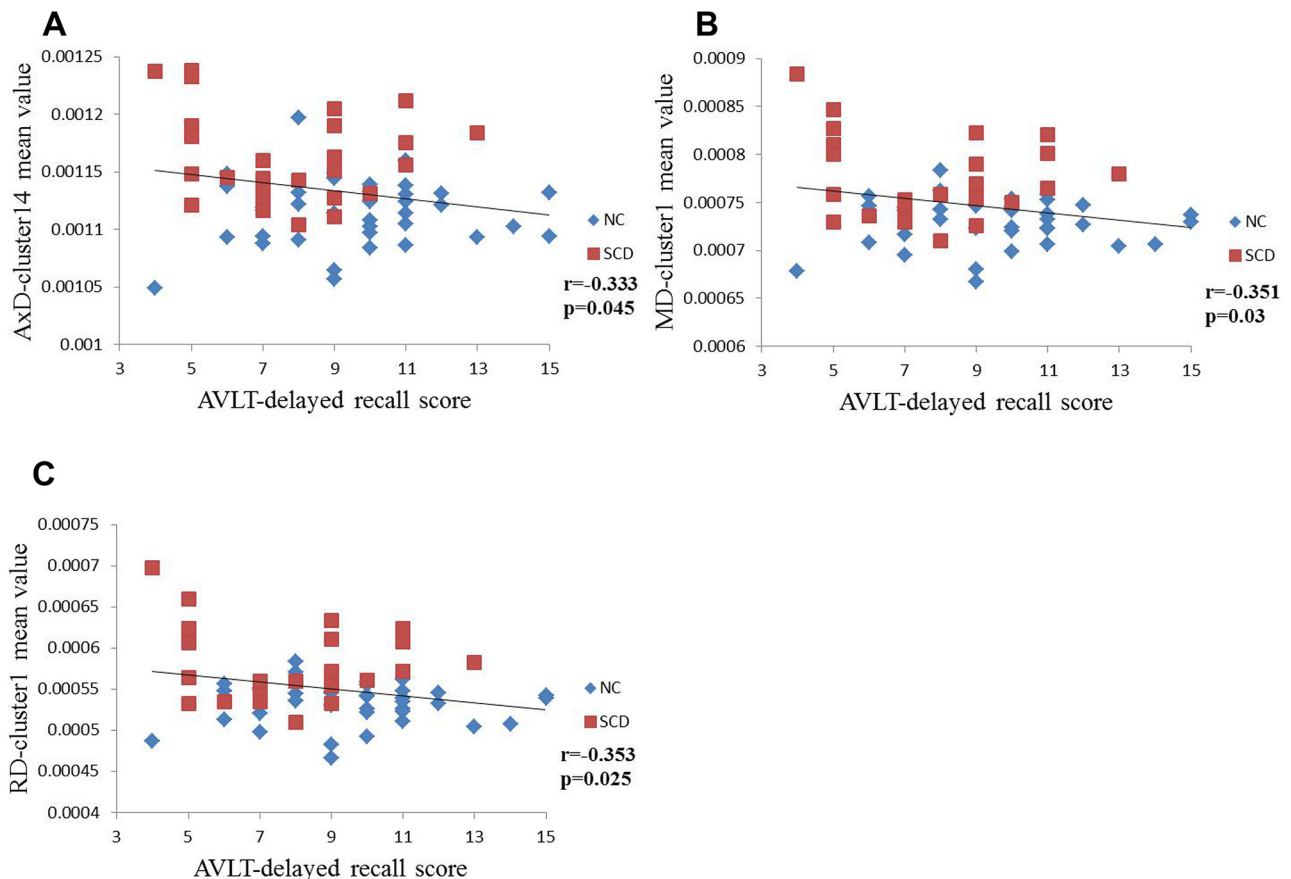 A
AxD-cluster14 mean value
0.00125
0.0012
0.00115
0.0011
0.00105
0.001
3 5 7 9 11 13 15
AVLT-delayed recall score
NC
SCD
r=-0.333
p=0.045
B
MD-cluster1 mean value
0.0009
0.00085
0.0008
0.00075
0.0007
0.00065
0.0006
3 5 7 9 11 13 15
AVLT-delayed recall score
NC
SCD
r=-0.351
p=0.03
C
RD-cluster1 mean value
0.00075
0.0007
0.00065
0.0006
0.00055
0.0005
0.00045
0.0004
3 5 7 9 11 13 15
AVLT-delayed recall score
NC
SCD
r=-0.353
p=0.025